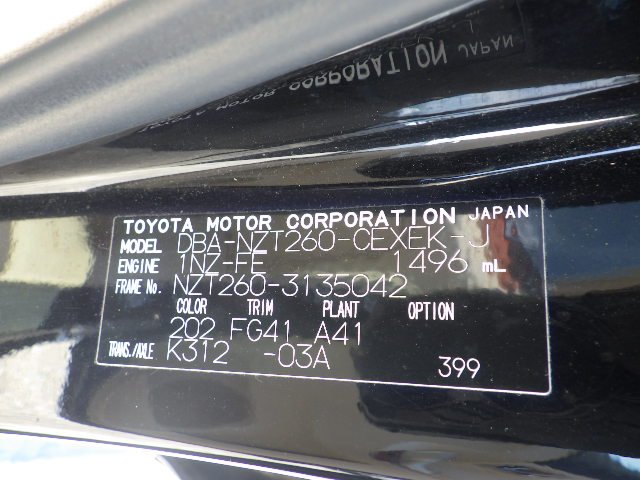 TOYOTA MOTOR CORPORATION JAPAN
MODEL DBA-NZT260-CEXEK-J
ENGINE 1NZ-FE 1496 mL
FRAME No. NZT260-3135042
COLOR TRIM PLANT OPTION
202 FG41 A41
TRANS./AXLE K312 -03A
399